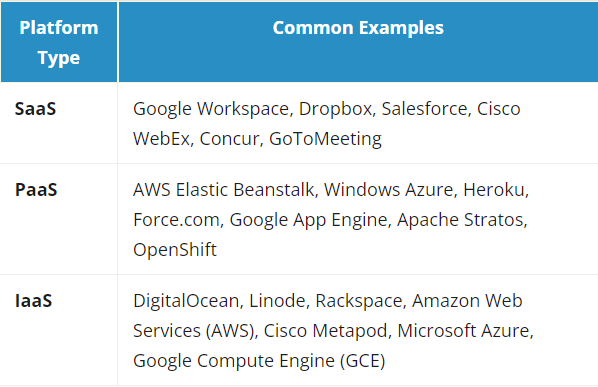 Platform Type
Common Examples
SaaS
Google Workspace, Dropbox, Salesforce, Cisco
WebEx, Concur, GoToMeeting
PaaS
AWS Elastic Beanstalk, Windows Azure, Heroku,
Force.com, Google App Engine, Apache Stratos,
OpenShift
IaaS
DigitalOcean, Linode, Rackspace, Amazon Web
Services (AWS), Cisco Metapod, Microsoft Azure,
Google Compute Engine (GCE)